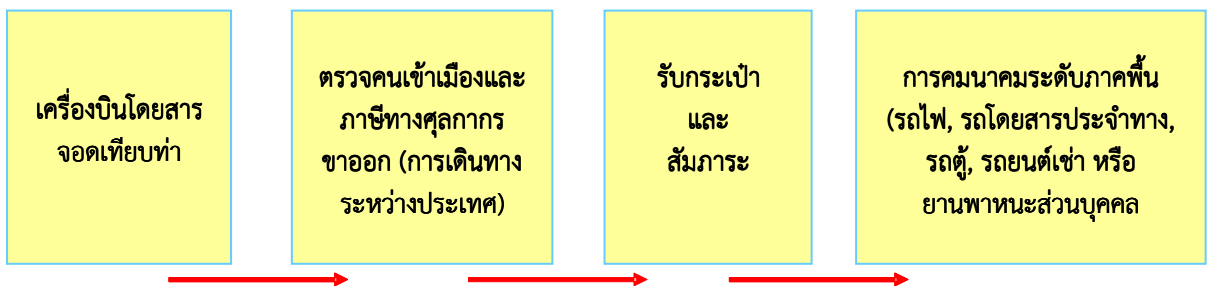 เครื่องบินโดยสาร
จอดเทียบท่า
ตรวจคนเข้าเมืองและ
ภาษีทางศุลกากร
ขาออก (การเดินทาง
ระหว่างประเทศ)
รับกระเป๋า
และ
สัมภาระ
การคมนาคมระดับภาคพื้น
(รถไฟ, รถโดยสารประจำทาง,
รถตู้, รถยนต์เช่า หรือ
ยานพาหนะส่วนบุคคล